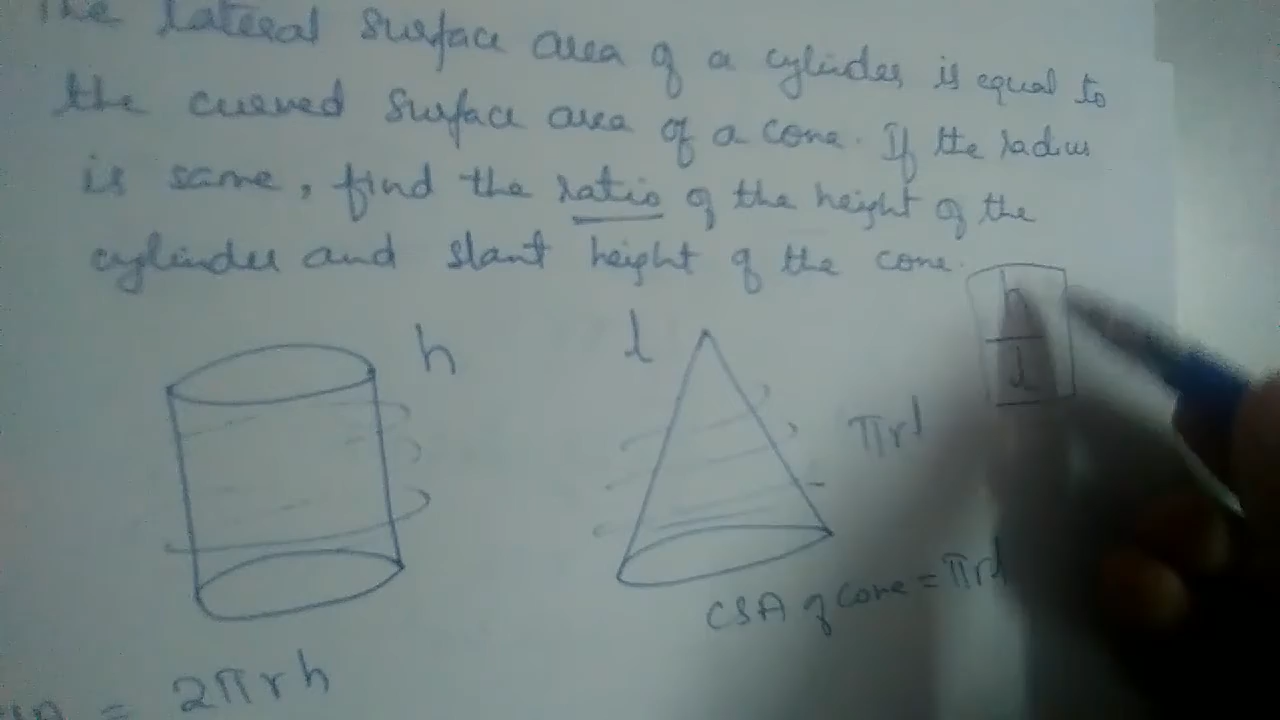 The lateral surface area of a cylinder is equal to
the curved surface area of a cone. If the radius
is same, find the ratio of the height of the
cylinder and slant height of the cone.
h
l
h
l
πrl
CSA of cone = πrl
= 2πrh